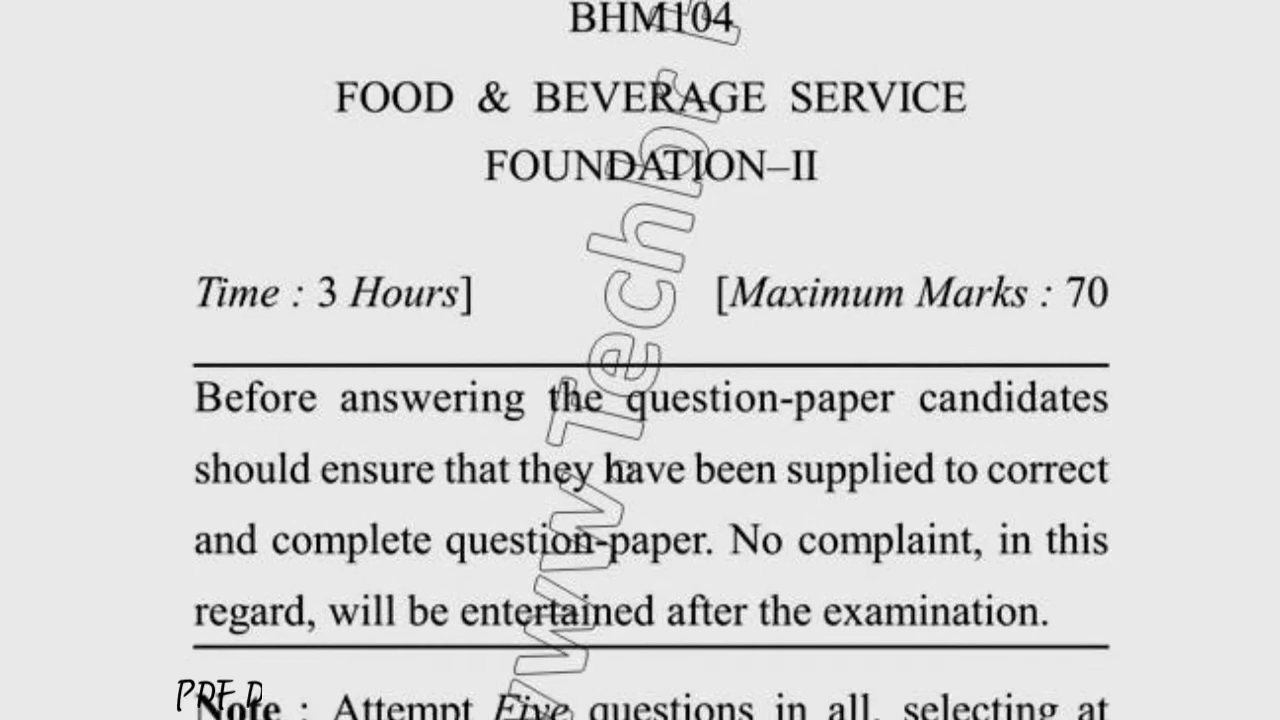 BHM104
FOOD & BEVERAGE SERVICE
FOUNDATION–II
Time : 3 Hours]
[Maximum Marks : 70
Before answering the question-paper candidates
should ensure that they have been supplied to correct
and complete question-paper. No complaint, in this
regard, will be entertained after the examination.
Note : Attempt Five questions in all, selecting at
PDF D
www Techbr